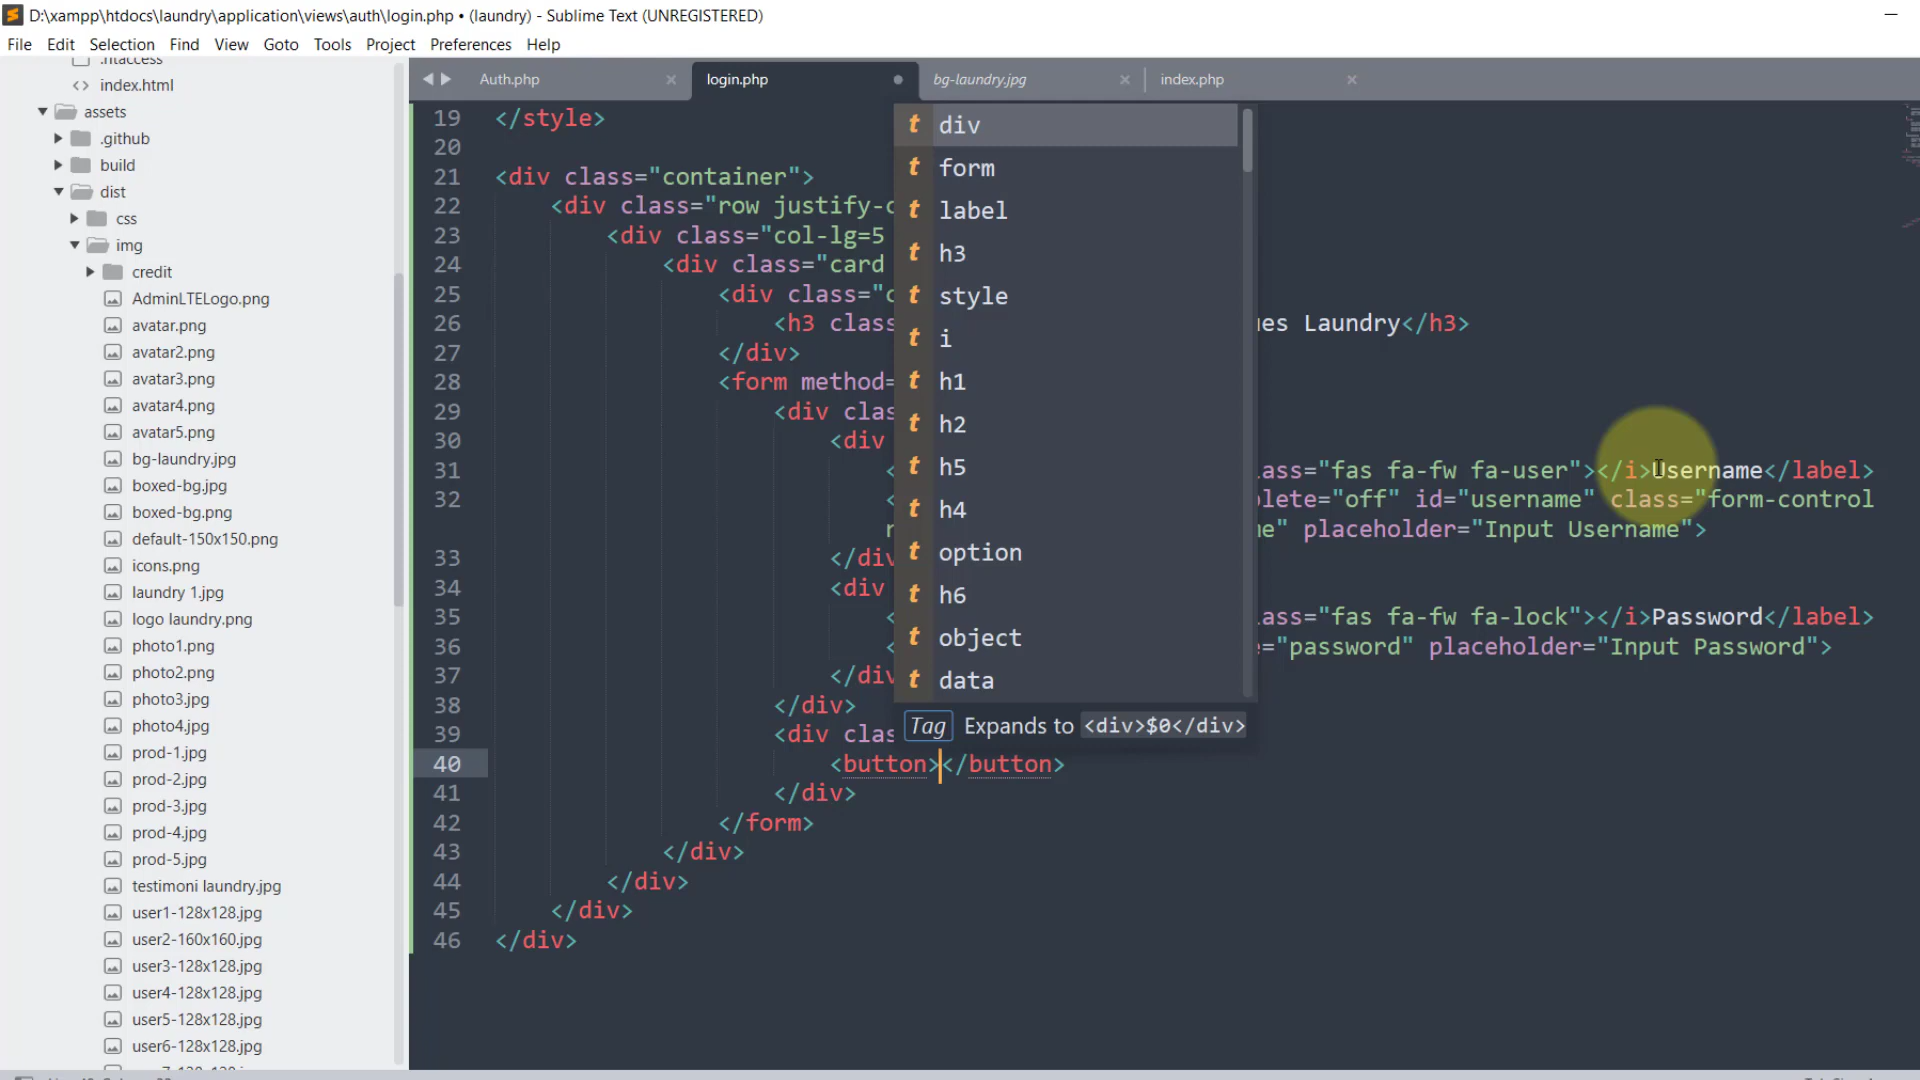 D:\xampp\htdocs\laundry\application\views\auth\login.php • (laundry) - Sublime Text (UNREGISTERED)
File Edit Selection Find View Goto Tools Project Preferences Help
.htaccess
index.html
assets
.github
build
dist
css
img
credit
AdminLTELogo.png
avatar.png
avatar2.png
avatar3.png
avatar4.png
avatar5.png
bg-laundry.jpg
boxed-bg.jpg
boxed-bg.png
default-150x150.png
icons.png
laundry 1.jpg
logo laundry.png
photo1.png
photo2.png
photo3.jpg
photo4.jpg
prod-1.jpg
prod-2.jpg
prod-3.jpg
prod-4.jpg
prod-5.jpg
testimoni laundry.jpg
user1-128x128.jpg
user2-160x160.jpg
user3-128x128.jpg
user4-128x128.jpg
user5-128x128.jpg
user6-128x128.jpg
Auth.php login.php bg-laundry.jpg index.php
19 </style>
20
21 <div class="container">
22 <div class="row justify-c
23 <div class="col-lg=5
24 <div class="card
25 <div class="c
26 <h3 clas es Laundry</h3>
27 </div>
28 <form method=
29 <div clas
30 <div
31 < lass="fas fa-fw fa-user"></i>Username</label>
32 < plete="off" id="username" class="form-control
me" placeholder="Input Username">
33 </div
34 <div
35 < lass="fas fa-fw fa-lock"></i>Password</label>
36 < e="password" placeholder="Input Password">
37 </div
38 </div>
39 <div clas
40 <button></button>
41 </div>
42 </form>
43 </div>
44 </div>
45 </div>
46 </div>
t div
t form
t label
t h3
t style
t i
t h1
t h2
t h5
t h4
t option
t h6
t object
t data
Tag Expands to <div>$0</div>